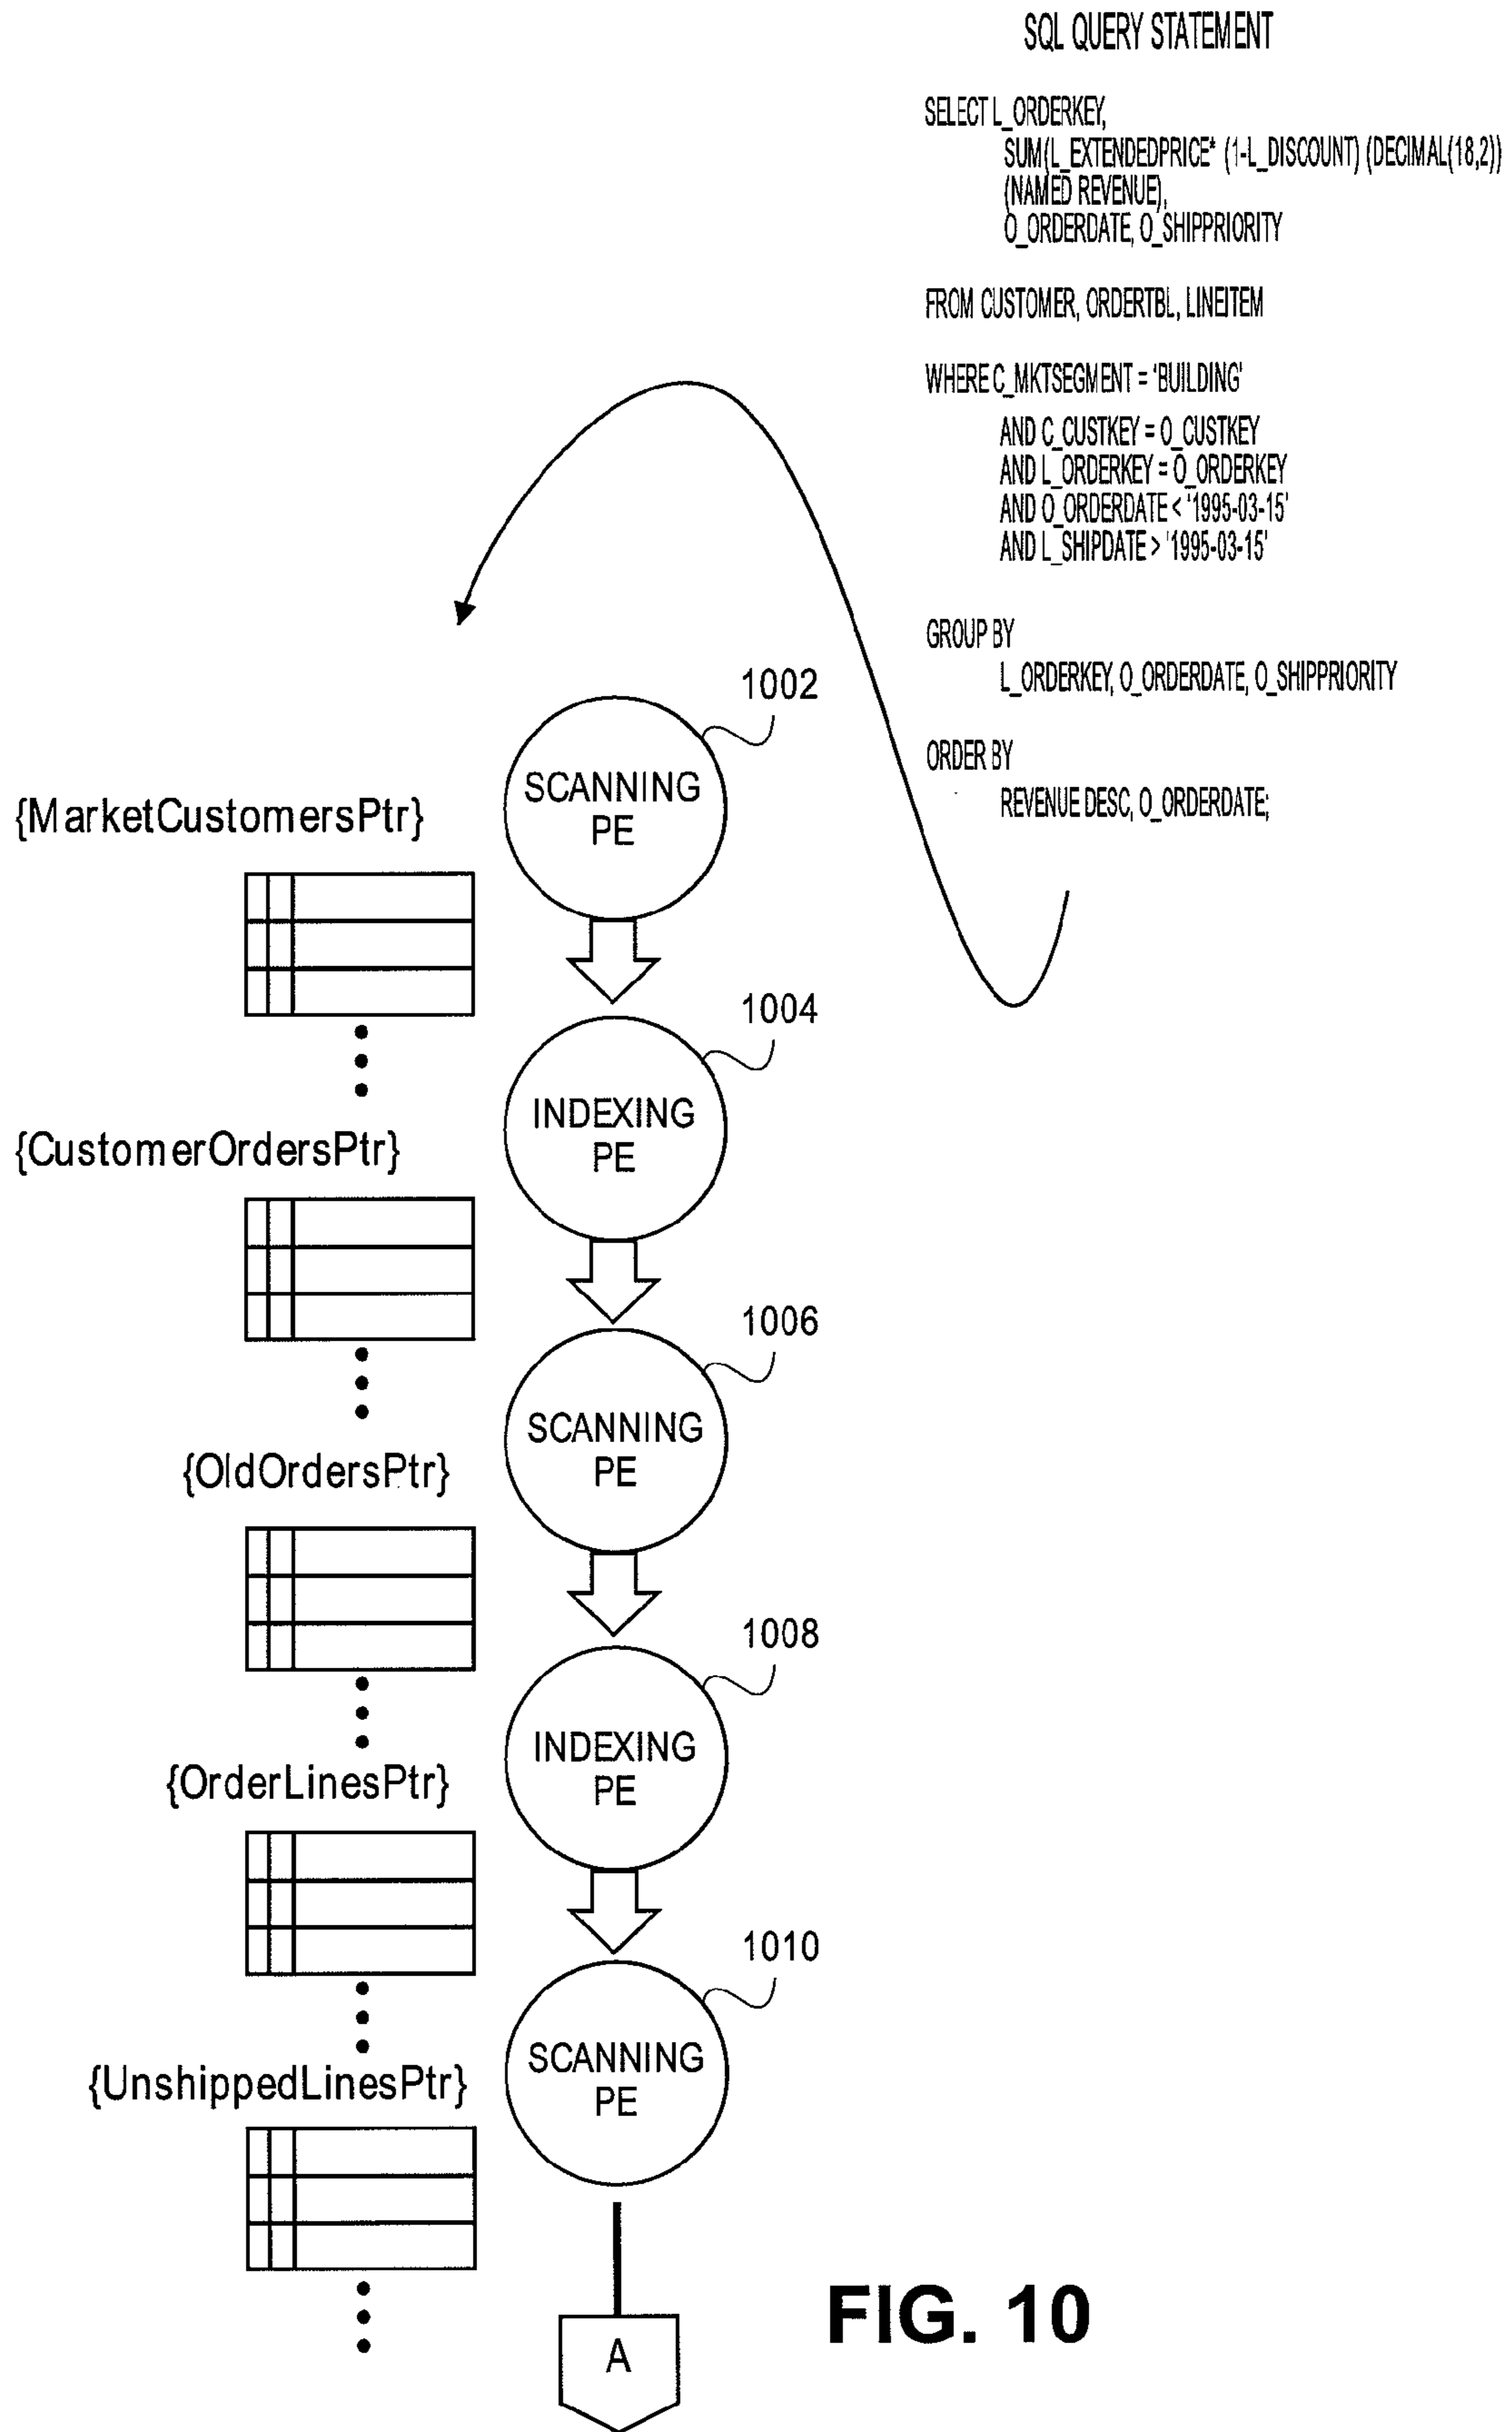 SQL QUERY STATEMENT
SELECT L_ORDERKEY,
SUM(L_EXTENDEDPRICE* (1-L_DISCOUNT) (DECIMAL(18,2))
(NAMED REVENUE),
O_ORDERDATE, O_SHIPPRIORITY
FROM CUSTOMER, ORDERTBL, LINEITEM
WHERE C_MKTSEGMENT = 'BUILDING'
AND C_CUSTKEY = O_CUSTKEY
AND L_ORDERKEY = O_ORDERKEY
AND O_ORDERDATE < '1995-03-15'
AND L_SHIPDATE > '1995-03-15'
GROUP BY
L_ORDERKEY, O_ORDERDATE, O_SHIPPRIORITY
ORDER BY
REVENUE DESC, O_ORDERDATE;
1002
SCANNING
PE
{MarketCustomersPtr}
1004
INDEXING
PE
{CustomerOrdersPtr}
1006
SCANNING
PE
{OldOrdersPtr}
1008
INDEXING
PE
{OrderLinesPtr}
1010
SCANNING
PE
{UnshippedLinesPtr}
A
FIG. 10